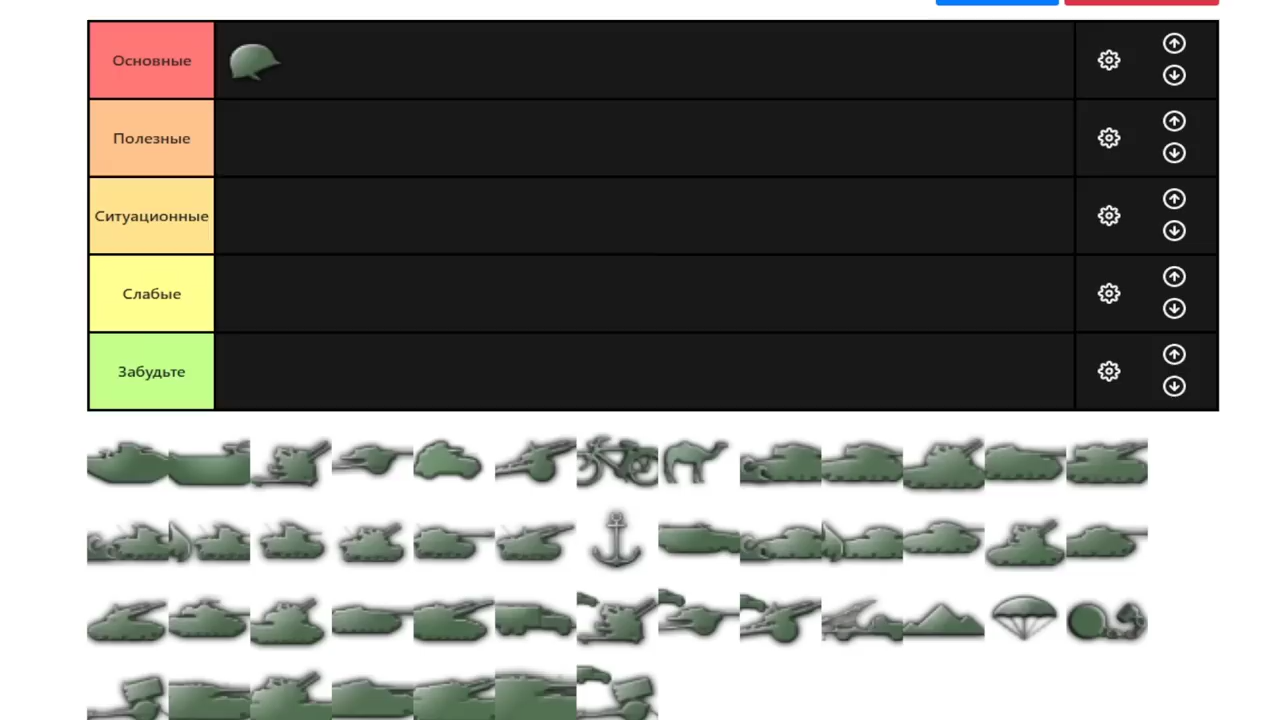 Основные
Полезные
Ситуационные
Слабые
Забудьте